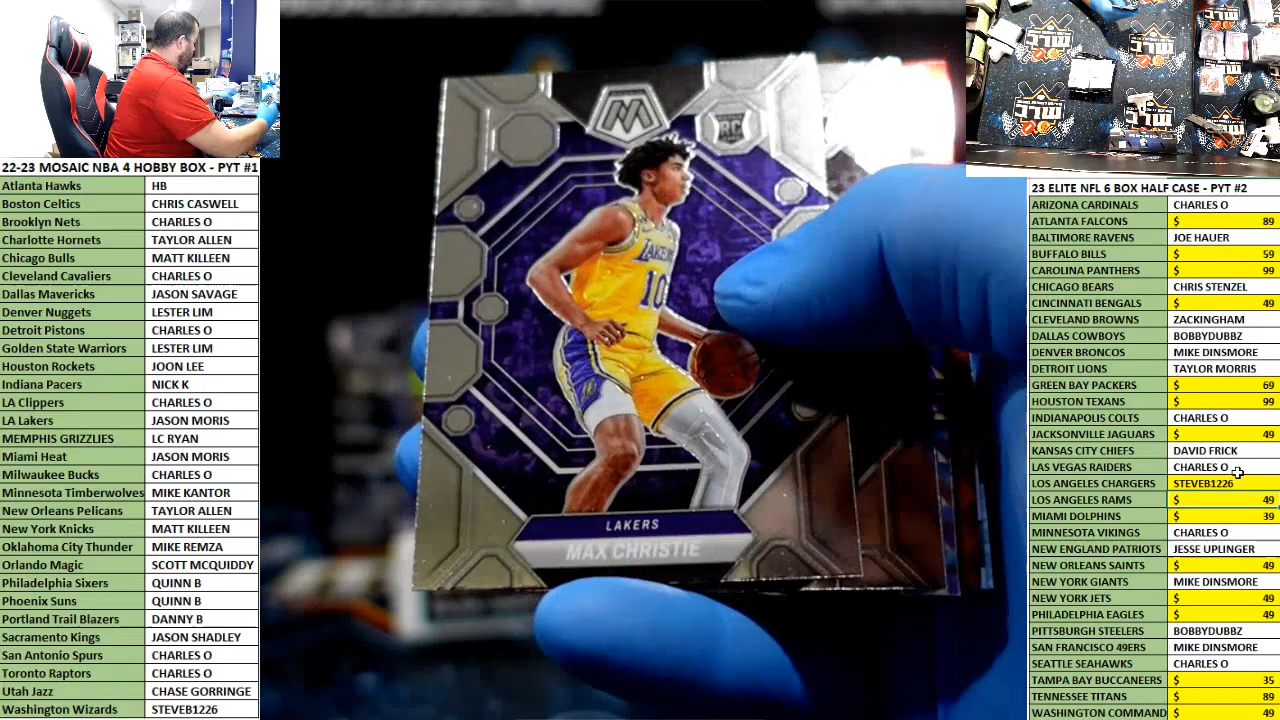 22-23 MOSAIC NBA 4 HOBBY BOX - PYT #1
Atlanta Hawks HB
Boston Celtics CHRIS CASWELL
Brooklyn Nets CHARLES O
Charlotte Hornets TAYLOR ALLEN
Chicago Bulls MATT KILLEEN
Cleveland Cavaliers CHARLES O
Dallas Mavericks JASON SAVAGE
Denver Nuggets LESTER LIM
Detroit Pistons CHARLES O
Golden State Warriors LESTER LIM
Houston Rockets JOON LEE
Indiana Pacers NICK K
LA Clippers CHARLES O
LA Lakers JASON MORIS
MEMPHIS GRIZZLIES LC RYAN
Miami Heat JASON MORIS
Milwaukee Bucks CHARLES O
Minnesota Timberwolves MIKE KANTOR
New Orleans Pelicans TAYLOR ALLEN
New York Knicks MATT KILLEEN
Oklahoma City Thunder MIKE REMZA
Orlando Magic SCOTT MCQUIDDY
Philadelphia Sixers QUINN B
Phoenix Suns QUINN B
Portland Trail Blazers DANNY B
Sacramento Kings JASON SHADLEY
San Antonio Spurs CHARLES O
Toronto Raptors CHARLES O
Utah Jazz CHASE GORRINGE
Washington Wizards STEVEB1226
M
RC
LAKERS
10
LAKERS
MAX CHRISTIE
23 ELITE NFL 6 BOX HALF CASE - PYT #2
ARIZONA CARDINALS CHARLES O
ATLANTA FALCONS $ 89
BALTIMORE RAVENS JOE HAUER
BUFFALO BILLS $ 59
CAROLINA PANTHERS $ 99
CHICAGO BEARS CHRIS STENZEL
CINCINNATI BENGALS $ 49
CLEVELAND BROWNS ZACKINGHAM
DALLAS COWBOYS BOBBYDUBBZ
DENVER BRONCOS MIKE DINSMORE
DETROIT LIONS TAYLOR MORRIS
GREEN BAY PACKERS $ 69
HOUSTON TEXANS $ 99
INDIANAPOLIS COLTS CHARLES O
JACKSONVILLE JAGUARS $ 49
KANSAS CITY CHIEFS DAVID FRICK
LAS VEGAS RAIDERS CHARLES O
LOS ANGELES CHARGERS STEVEB1226
LOS ANGELES RAMS $ 49
MIAMI DOLPHINS $ 39
MINNESOTA VIKINGS CHARLES O
NEW ENGLAND PATRIOTS JESSE UPLINGER
NEW ORLEANS SAINTS $ 49
NEW YORK GIANTS MIKE DINSMORE
NEW YORK JETS $ 49
PHILADELPHIA EAGLES $ 49
PITTSBURGH STEELERS BOBBYDUBBZ
SAN FRANCISCO 49ERS MIKE DINSMORE
SEATTLE SEAHAWKS CHARLES O
TAMPA BAY BUCCANEERS $ 35
TENNESSEE TITANS $ 89
WASHINGTON COMMAND $ 49